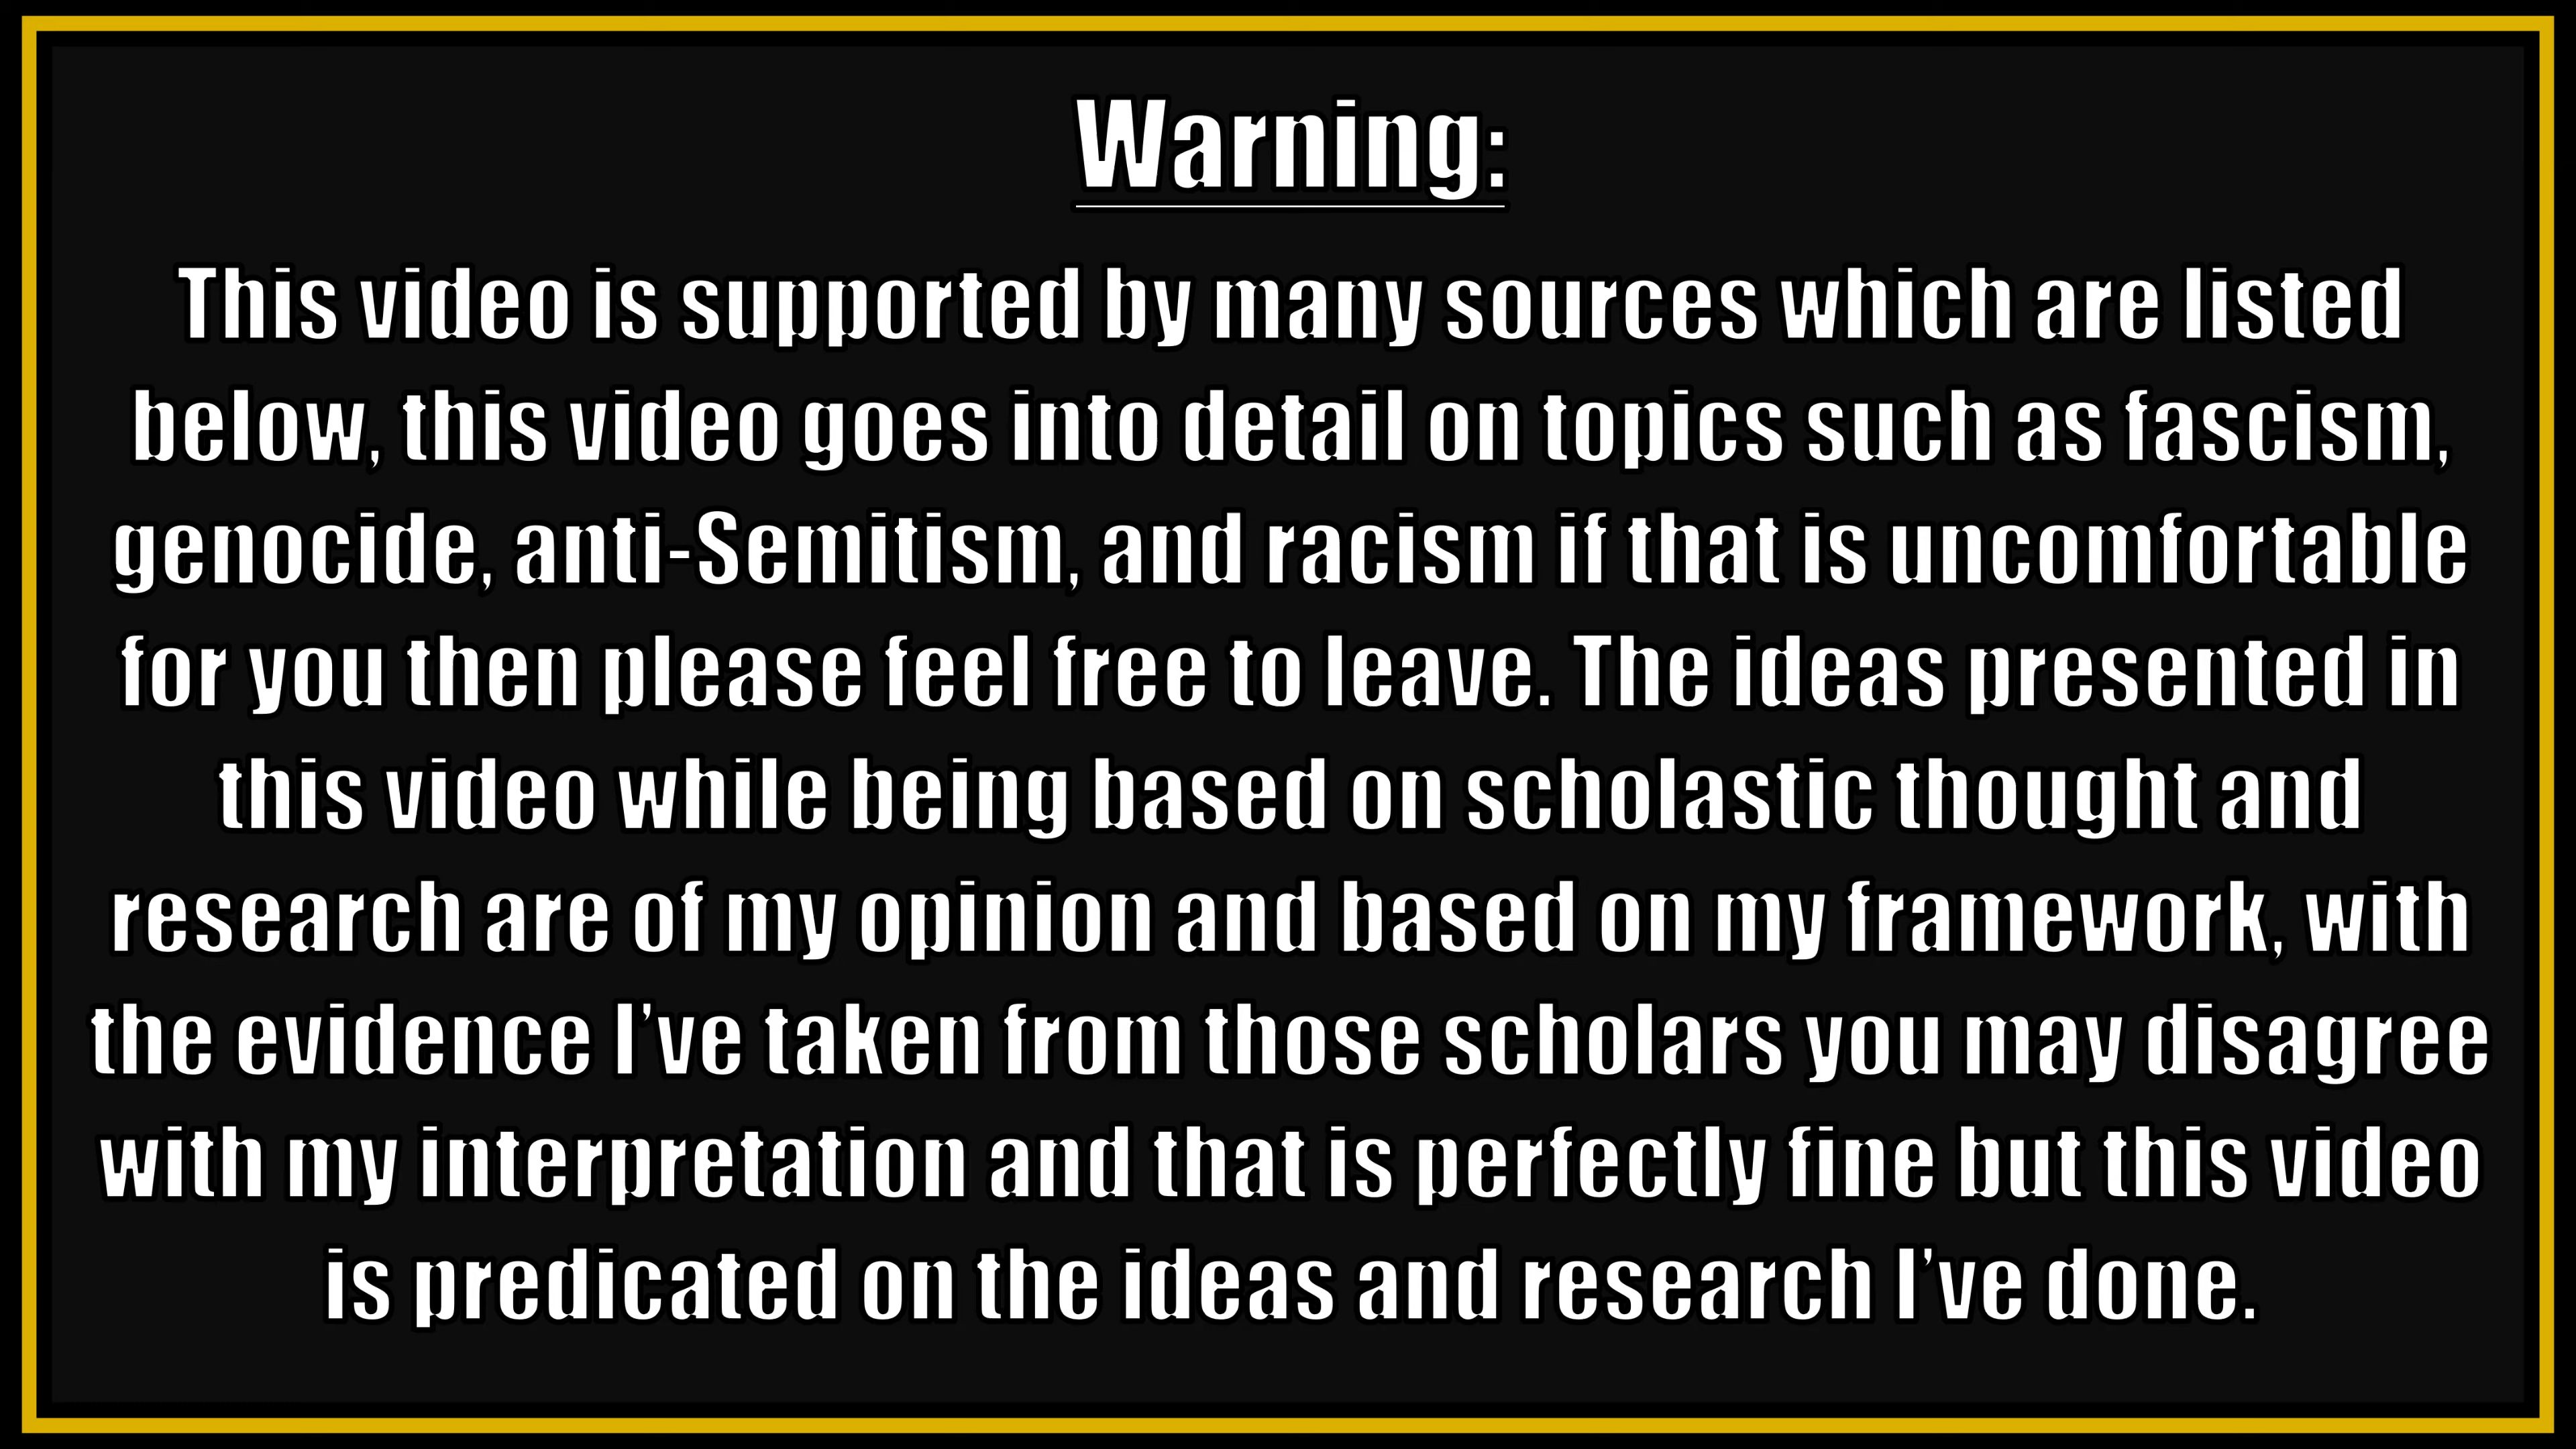 Warning:
This video is supported by many sources which are listed
below, this video goes into detail on topics such as fascism,
genocide, anti-Semitism, and racism if that is uncomfortable
for you then please feel free to leave. The ideas presented in
this video while being based on scholastic thought and
research are of my opinion and based on my framework, with
the evidence I’ve taken from those scholars you may disagree
with my interpretation and that is perfectly fine but this video
is predicated on the ideas and research I’ve done.